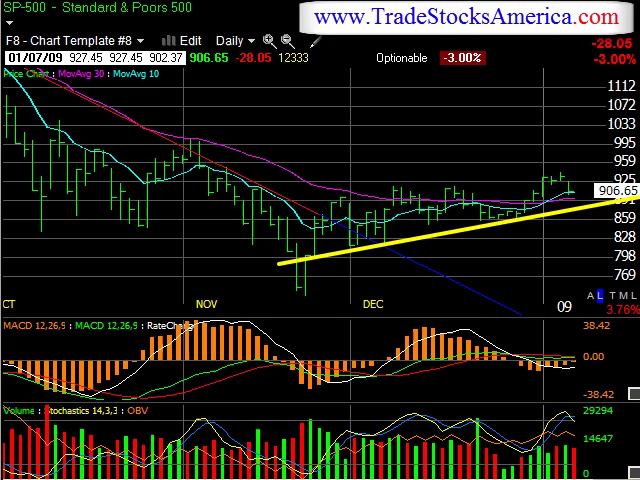 SP-500 - Standard & Poors 500
www.TradeStocksAmerica.com
F8 - Chart Template #8
Edit
Daily
-28.05
-3.00%
01/07/09 927.45 927.45 902.37 906.65 -28.05 12333
Optionable
-3.00%
Price Chart : MovAvg 30 : MovAvg 10
1112
1072
1032
995
959
925
906.65
891
859
828
798
769
A L T M L
CT
NOV
DEC
09
3.76%
MACD 12,26,9 : MACD 12,26,9 : RateChange
38.42
0.00
-38.42
Volume : Stochastics 14,3,3 : OBV
29294
14647
0